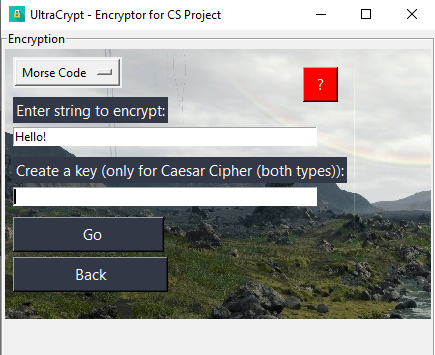 UltraCrypt - Encryptor for CS Project
Encryption
Morse Code
?
Enter string to encrypt:
Hello!
Create a key (only for Caesar Cipher (both types)):
Go
Back